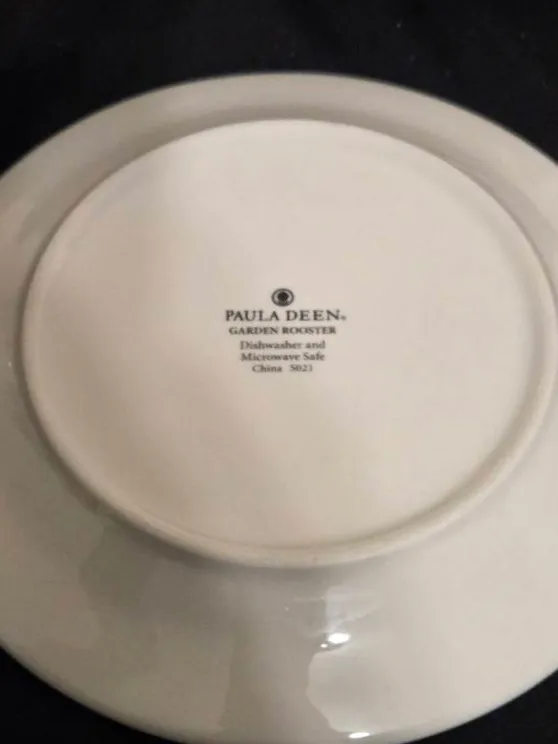 PAULA DEEN®
GARDEN ROOSTER
Dishwasher and
Microwave Safe
China S021